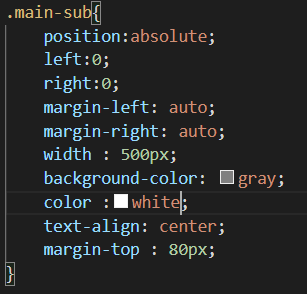 .main-sub{
position:absolute;
left:0;
right:0;
margin-left: auto;
margin-right: auto;
width : 500px;
background-color: gray;
color :white;
text-align: center;
margin-top : 80px;
}